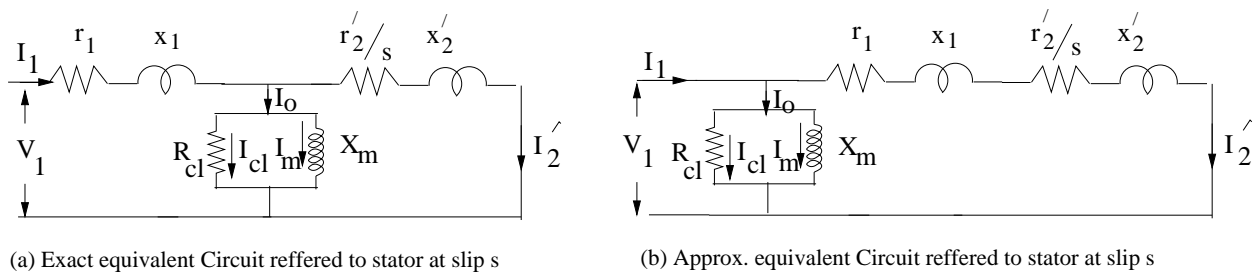 I1 r1 x1 r2′/s x2′
Io
V1 Rcl Icl Im Xm I2′
(a) Exact equivalent Circuit reffered to stator at slip s
I1 r1 x1 r2′/s x2′
Io
V1 Rcl Icl Im Xm I2′
(b) Approx. equivalent Circuit reffered to stator at slip s